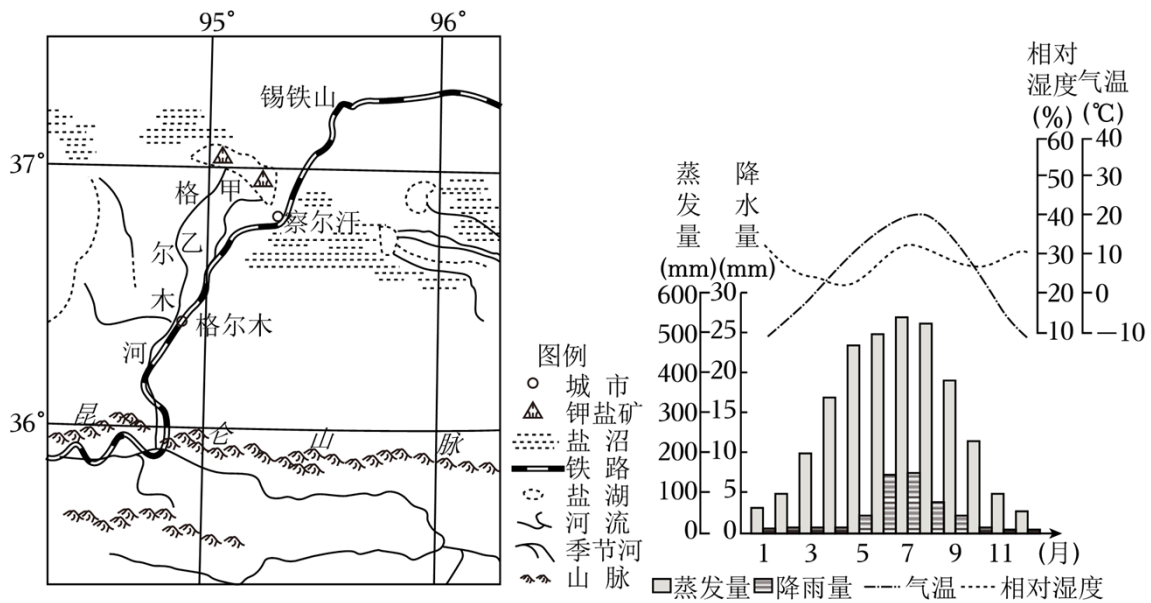 95° 96°
锡铁山
37°
格 甲
察尔汗
尔 乙
木
格尔木
河
36°
昆 仑 山 脉
图例
城 市
钾盐矿
盐 沼
铁 路
盐 湖
河 流
季节河
山 脉
相对
湿度 气温
(%) (℃)
蒸发量 降水量
(mm) (mm)
60 40
50 30
40 20
30 10
20 0
10 —10
600 30
500 25
400 20
300 15
200 10
100 5
0 0
1 3 5 7 9 11 (月)
蒸发量 降雨量 气温 相对湿度